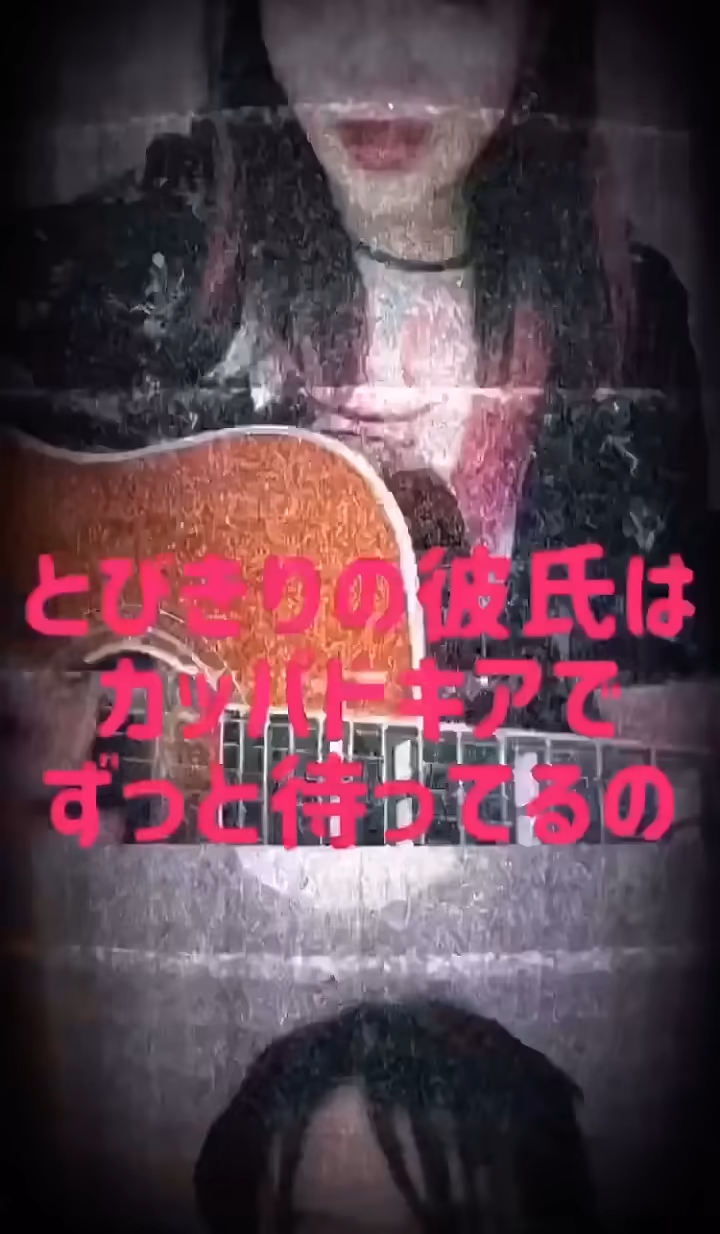 とびきりの彼氏は
カッパドキアで
ずっと待ってるの